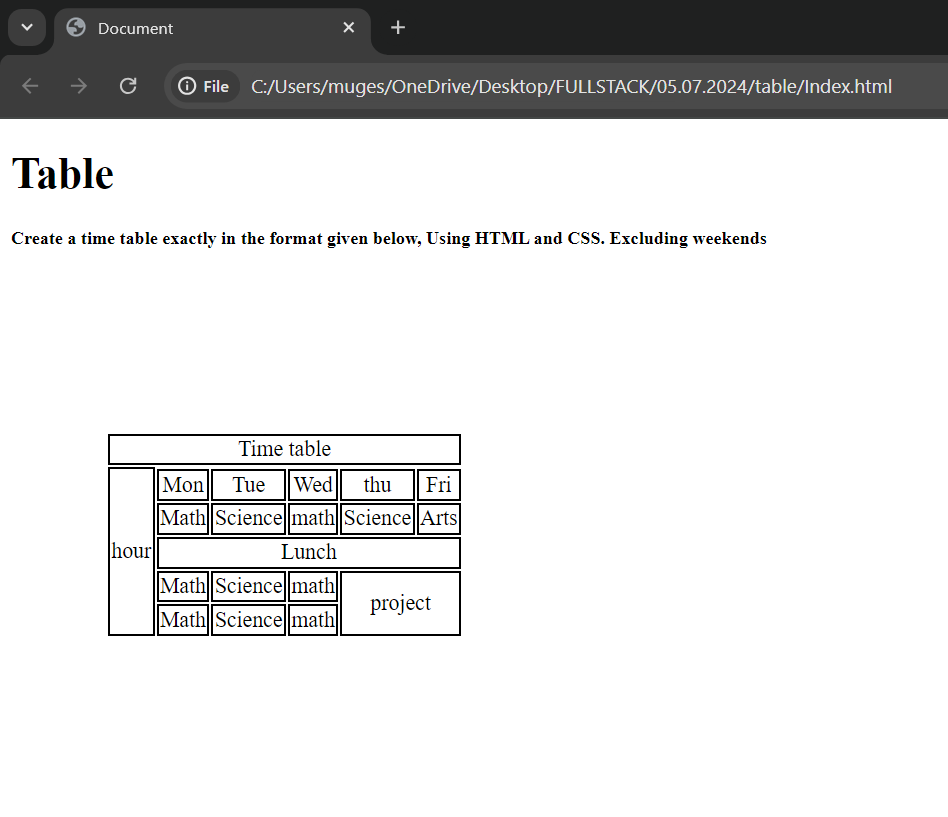 Document
File C:/Users/muges/OneDrive/Desktop/FULLSTACK/05.07.2024/table/Index.html
Table
Create a time table exactly in the format given below, Using HTML and CSS. Excluding weekends
Time table
hour
Mon Tue Wed thu Fri
Math Science math Science Arts
Lunch
Math Science math project
Math Science math